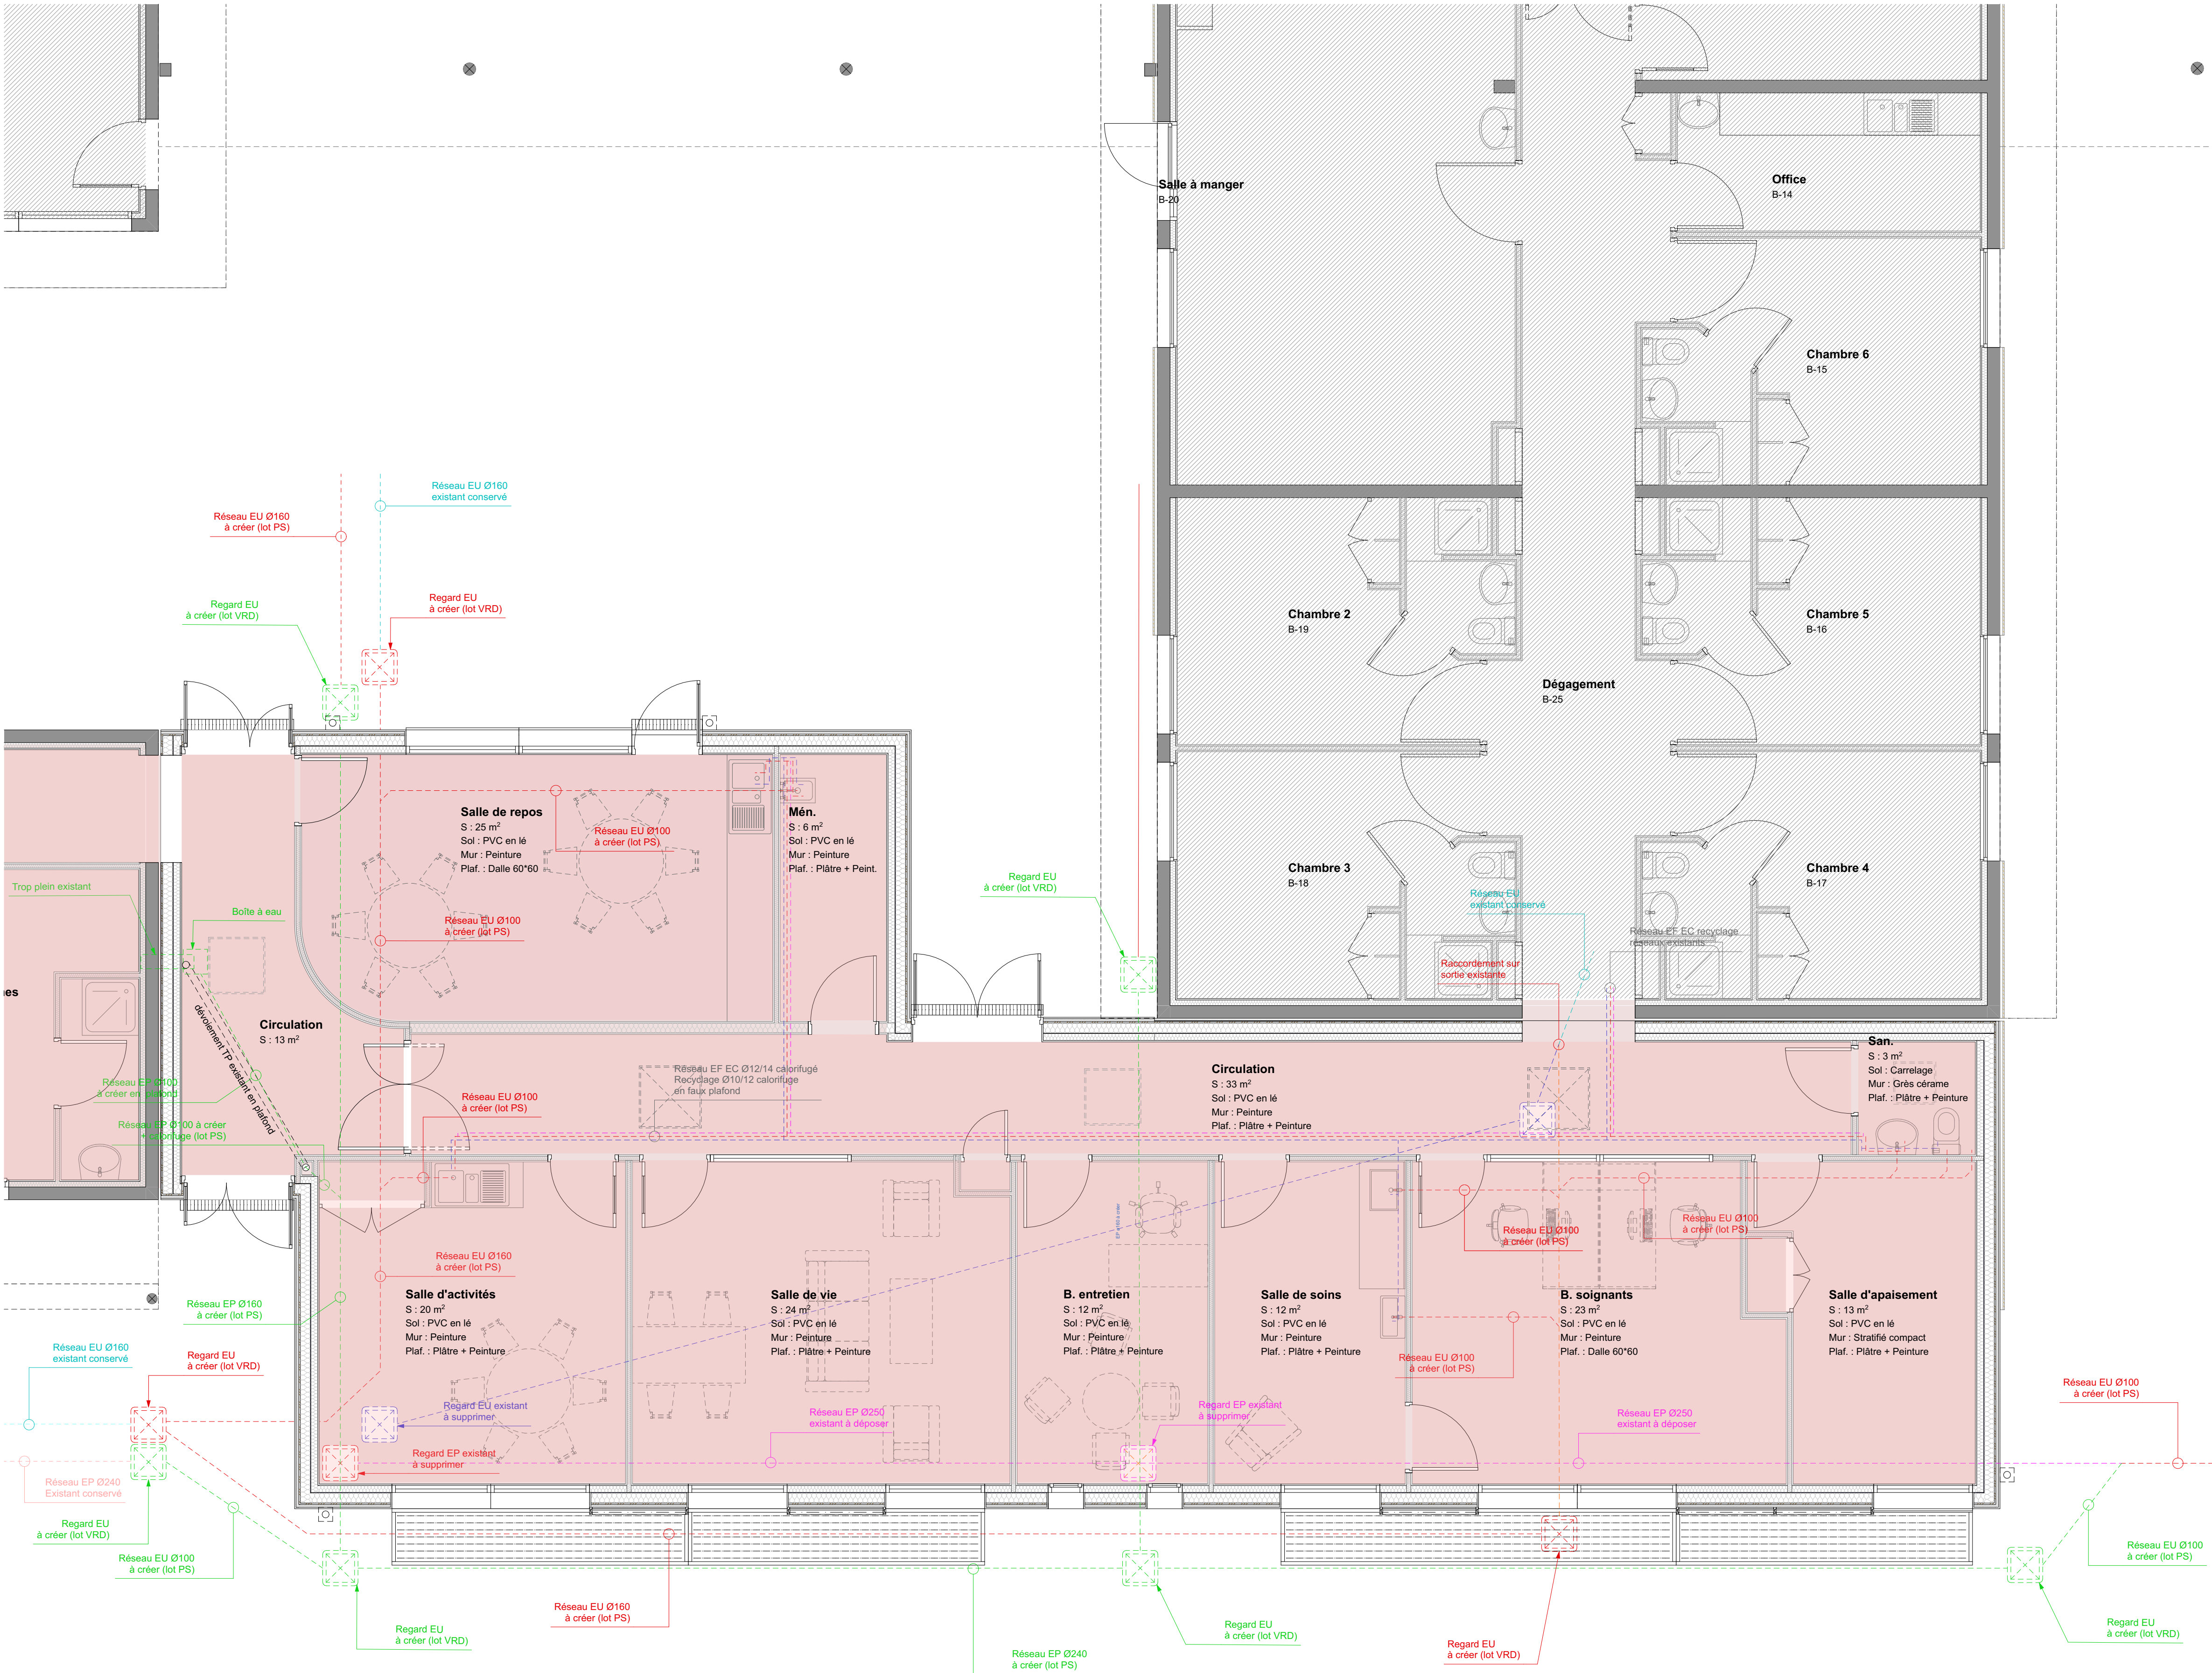 Salle à manger
B-20
Office
B-14
Chambre 6
B-15
Réseau EU Ø160
existant conservé
Réseau EU Ø160
à créer (lot PS)
Regard EU
à créer (lot VRD)
Regard EU
à créer (lot VRD)
Chambre 2
B-19
Chambre 5
B-16
Dégagement
B-25
Salle de repos
S : 25 m²
Sol : PVC en lé
Mur : Peinture
Plaf. : Dalle 60*60
Réseau EU Ø100
à créer (lot PS)
Mén.
S : 6 m²
Sol : PVC en lé
Mur : Peinture
Plaf. : Plâtre + Peint.
Chambre 3
B-18
Chambre 4
B-17
Trop plein existant
Boîte à eau
Réseau EU Ø100
à créer (lot PS)
Regard EU
à créer (lot VRD)
Réseau EU
existant conservé
Réseau EF EC recyclage
réseaux existants
Raccordement sur
sortie existante
es
Circulation
S : 13 m²
dévoiement TP existant en plafond
Réseau EP Ø100
à créer en plafond
Réseau EP Ø100 à créer
+ calorifuge (lot PS)
Réseau EF EC Ø12/14 calorifugé
Recyclage Ø10/12 calorifuge
en faux plafond
Réseau EU Ø100
à créer (lot PS)
Circulation
S : 33 m²
Sol : PVC en lé
Mur : Peinture
Plaf. : Plâtre + Peinture
San.
S : 3 m²
Sol : Carrelage
Mur : Grès cérame
Plaf. : Plâtre + Peinture
Réseau EU Ø160
à créer (lot PS)
EP ø160 à créer
Réseau EU Ø100
à créer (lot PS)
Réseau EU Ø100
à créer (lot PS)
Salle d'activités
S : 20 m²
Sol : PVC en lé
Mur : Peinture
Plaf. : Plâtre + Peinture
Salle de vie
S : 24 m²
Sol : PVC en lé
Mur : Peinture
Plaf. : Plâtre + Peinture
B. entretien
S : 12 m²
Sol : PVC en lé
Mur : Peinture
Plaf. : Plâtre + Peinture
Salle de soins
S : 12 m²
Sol : PVC en lé
Mur : Peinture
Plaf. : Plâtre + Peinture
B. soignants
S : 23 m²
Sol : PVC en lé
Mur : Peinture
Plaf. : Dalle 60*60
Salle d'apaisement
S : 13 m²
Sol : PVC en lé
Mur : Stratifié compact
Plaf. : Plâtre + Peinture
Réseau EP Ø160
à créer (lot PS)
Réseau EU Ø160
existant conservé
Regard EU
à créer (lot VRD)
Réseau EU Ø100
à créer (lot PS)
Réseau EU Ø100
à créer (lot PS)
Regard EU existant
à supprimer
Réseau EP Ø250
existant à déposer
Regard EP existant
à supprimer
Réseau EP Ø250
existant à déposer
Regard EP existant
à supprimer
Réseau EP Ø240
Existant conservé
Regard EU
à créer (lot VRD)
Réseau EU Ø100
à créer (lot PS)
Réseau EU Ø100
à créer (lot PS)
Réseau EU Ø160
à créer (lot PS)
Regard EU
à créer (lot VRD)
Regard EU
à créer (lot VRD)
Regard EU
à créer (lot VRD)
Regard EU
à créer (lot VRD)
Réseau EP Ø240
à créer (lot PS)